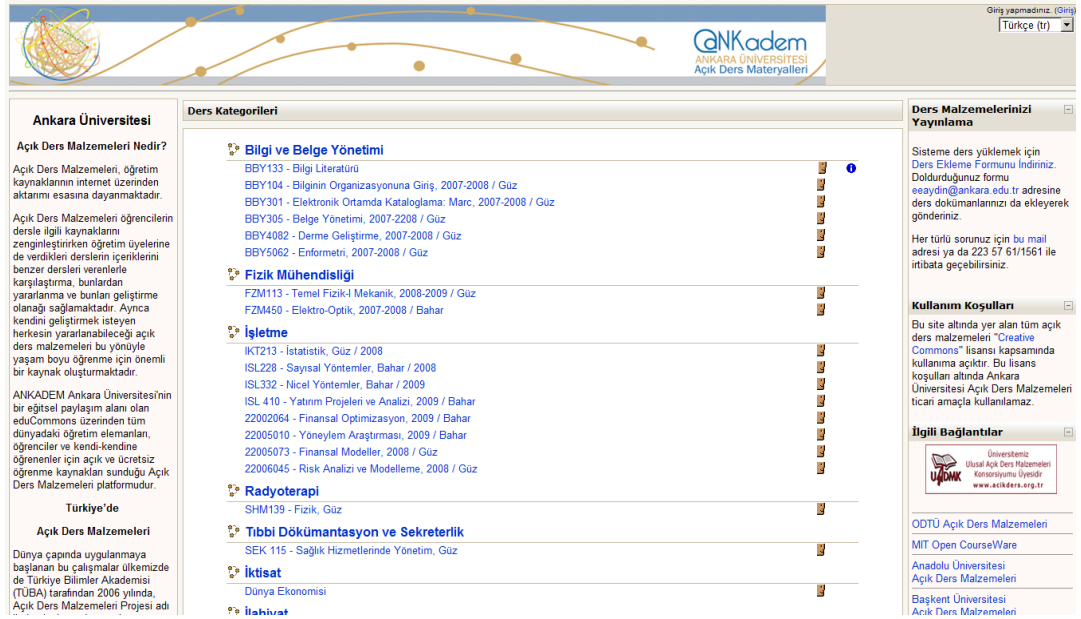 Giriş yapmadınız. (Giriş)
Türkçe (tr)
@NKadem
ANKARA ÜNİVERSİTESİ
Açık Ders Materyalleri
Ankara Üniversitesi
Açık Ders Malzemeleri Nedir?
Açık Ders Malzemeleri, öğretim
kaynaklarının internet üzerinden
aktarımı esasına dayanmaktadır.
Açık Ders Malzemeleri öğrencilerin
dersle ilgili kaynaklarını
zenginleştirirken öğretim üyelerine
de verdikleri derslerin içeriklerini
benzer dersleri verenlerle
karşılaştırma, bunlardan
yararlanma ve bunları geliştirme
olanağı sağlamaktadır. Ayrıca
kendini geliştirmek isteyen
herkesin yararlanabileceği açık
ders malzemeleri bu yönüyle
yaşam boyu öğrenme için önemli
bir kaynak oluşturmaktadır.
ANKADEM Ankara Üniversitesi'nin
bir eğitsel paylaşım alanı olan
eduCommons üzerinden tüm
dünyadaki öğretim elemanları,
öğrenciler ve kendi-kendine
öğrenenler için açık ve ücretsiz
öğrenme kaynakları sunduğu Açık
Ders Malzemeleri platformudur.
Türkiye'de
Açık Ders Malzemeleri
Dünya çapında uygulanmaya
başlanan bu çalışmalar ülkemizde
de Türkiye Bilimler Akademisi
(TÜBA) tarafından 2006 yılında,
Açık Ders Malzemeleri Projesi adı
Ders Kategorileri
Bilgi ve Belge Yönetimi
BBY133 - Bilgi Literatürü
BBY104 - Bilginin Organizasyonuna Giriş, 2007-2008 / Güz
BBY301 - Elektronik Ortamda Kataloglama: Marc, 2007-2008 / Güz
BBY305 - Belge Yönetimi, 2007-2208 / Güz
BBY4082 - Derme Geliştirme, 2007-2008 / Güz
BBY5062 - Enformetri, 2007-2008 / Güz
Fizik Mühendisliği
FZM113 - Temel Fizik-I Mekanik, 2008-2009 / Güz
FZM450 - Elektro-Optik, 2007-2008 / Bahar
İşletme
IKT213 - İstatistik, Güz / 2008
ISL228 - Sayısal Yöntemler, Bahar / 2008
ISL332 - Nicel Yöntemler, Bahar / 2009
ISL 410 - Yatırım Projeleri ve Analizi, 2009 / Bahar
22002064 - Finansal Optimizasyon, 2009 / Bahar
22005010 - Yöneylem Araştırması, 2009 / Bahar
22005073 - Finansal Modeller, 2008 / Güz
22006045 - Risk Analizi ve Modelleme, 2008 / Güz
Radyoterapi
SHM139 - Fizik, Güz
Tıbbi Dökümantasyon ve Sekreterlik
SEK 115 - Sağlık Hizmetlerinde Yönetim, Güz
İktisat
Dünya Ekonomisi
İlahiyat
Ders Malzemelerinizi
Yayınlama
Sisteme ders yüklemek için
Ders Ekleme Formunu İndiriniz.
Doldurduğunuz formu
eeaydin@ankara.edu.tr adresine
ders dokümanlarınızı da ekleyerek
gönderiniz.
Her türlü sorunuz için bu mail
adresi ya da 223 57 61/1561 ile
irtibata geçebilirsiniz.
Kullanım Koşulları
Bu site altında yer alan tüm açık
ders malzemeleri "Creative
Commons" lisansı kapsamında
kullanıma açıktır. Bu lisans
koşulları altında Ankara
Üniversitesi Açık Ders Malzemeleri
ticari amaçla kullanılamaz.
İlgili Bağlantılar
UADMK
Üniversitemiz
Ulusal Açık Ders Malzemeleri
Konsorsiyumu Üyesidir
www.acikders.org.tr
ODTÜ Açık Ders Malzemeleri
MIT Open CourseWare
Anadolu Üniversitesi
Açık Ders Malzemeleri
Başkent Üniversitesi
Açık Ders Malzemeleri